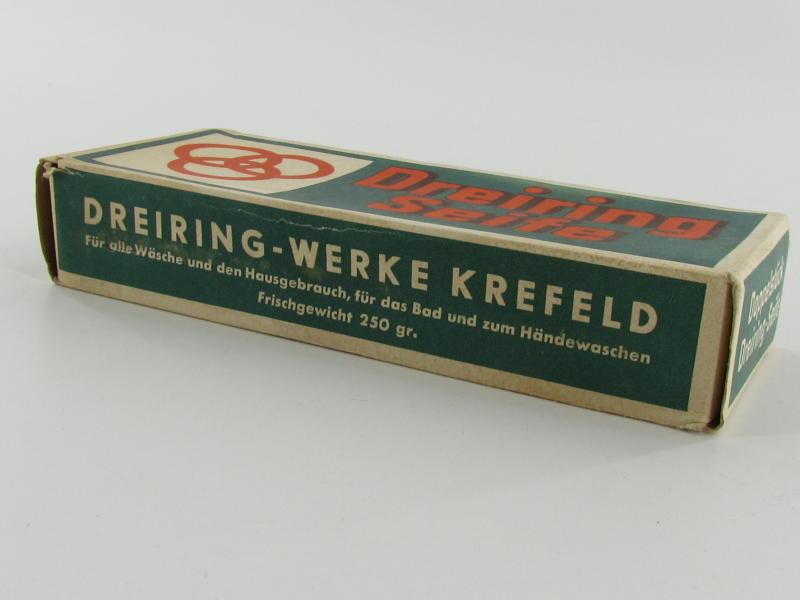 Dreiring
Seife
DREIRING-WERKE KREFELD
Für alle Wäsche und den Hausgebrauch, für das Bad und zum Händewaschen
Frischgewicht 250 gr.
Doppelstück
Dreiring-Seife